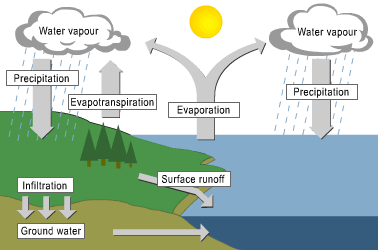 Water vapour
Water vapour
Precipitation
Evapotranspiration
Evaporation
Precipitation
Infiltration
Surface runoff
Ground water